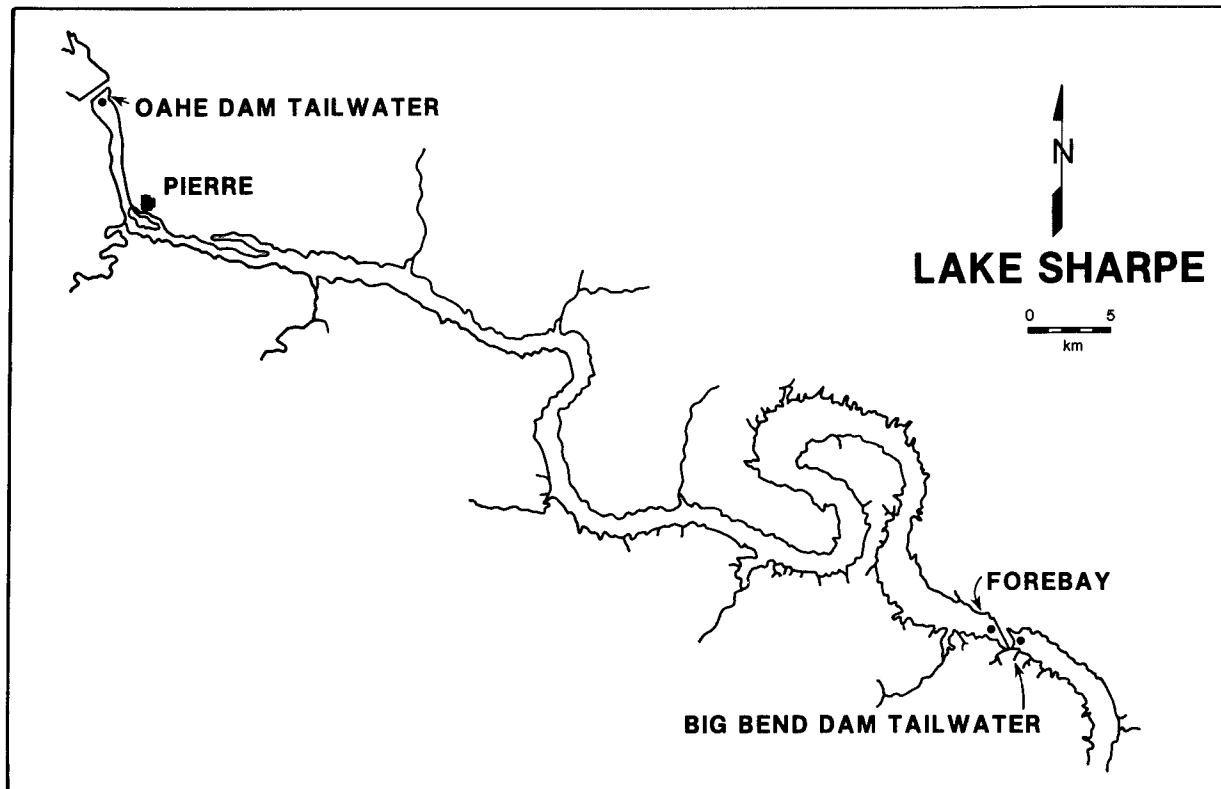 OAHE DAM TAILWATER
PIERRE
N
LAKE SHARPE
0 5
km
FOREBAY
BIG BEND DAM TAILWATER